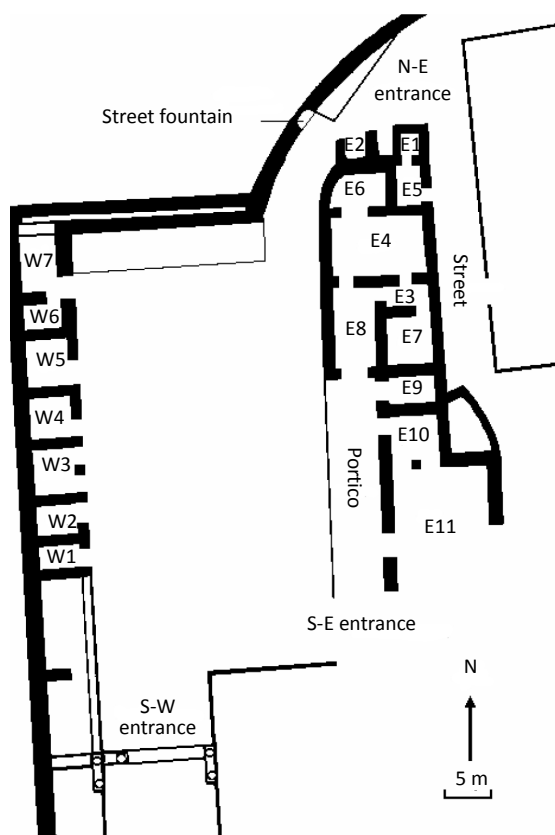 N-E
entrance
Street fountain
E2
E1
E6
E5
E4
W7
Street
E3
W6
E8
E7
W5
E9
W4
E10
Portico
W3
E11
W2
W1
S-E entrance
N
S-W
entrance
5 m